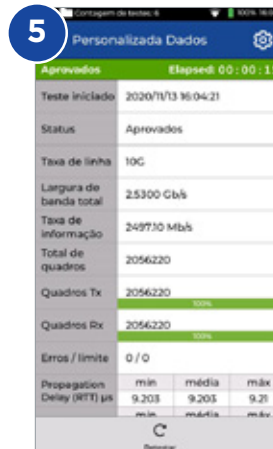 5
Contagem de testes: 6
100%
Personalizada Dados
Aprovados Elapsed: 00:00:1
Teste iniciado 2020/11/13 16:04:21
Status Aprovados
Taxa de linha 10G
Largura de
banda total 2.5300 Gb/s
Taxa de
informação 2497.10 Mb/s
Total de
quadros 2056220
Quadros Tx 2056220
100%
Quadros Rx 2056220
100%
Erros / limite 0 / 0
Propagation
Delay (RTT) µs
min média máx
9.203 9.203 9.21
min média máx